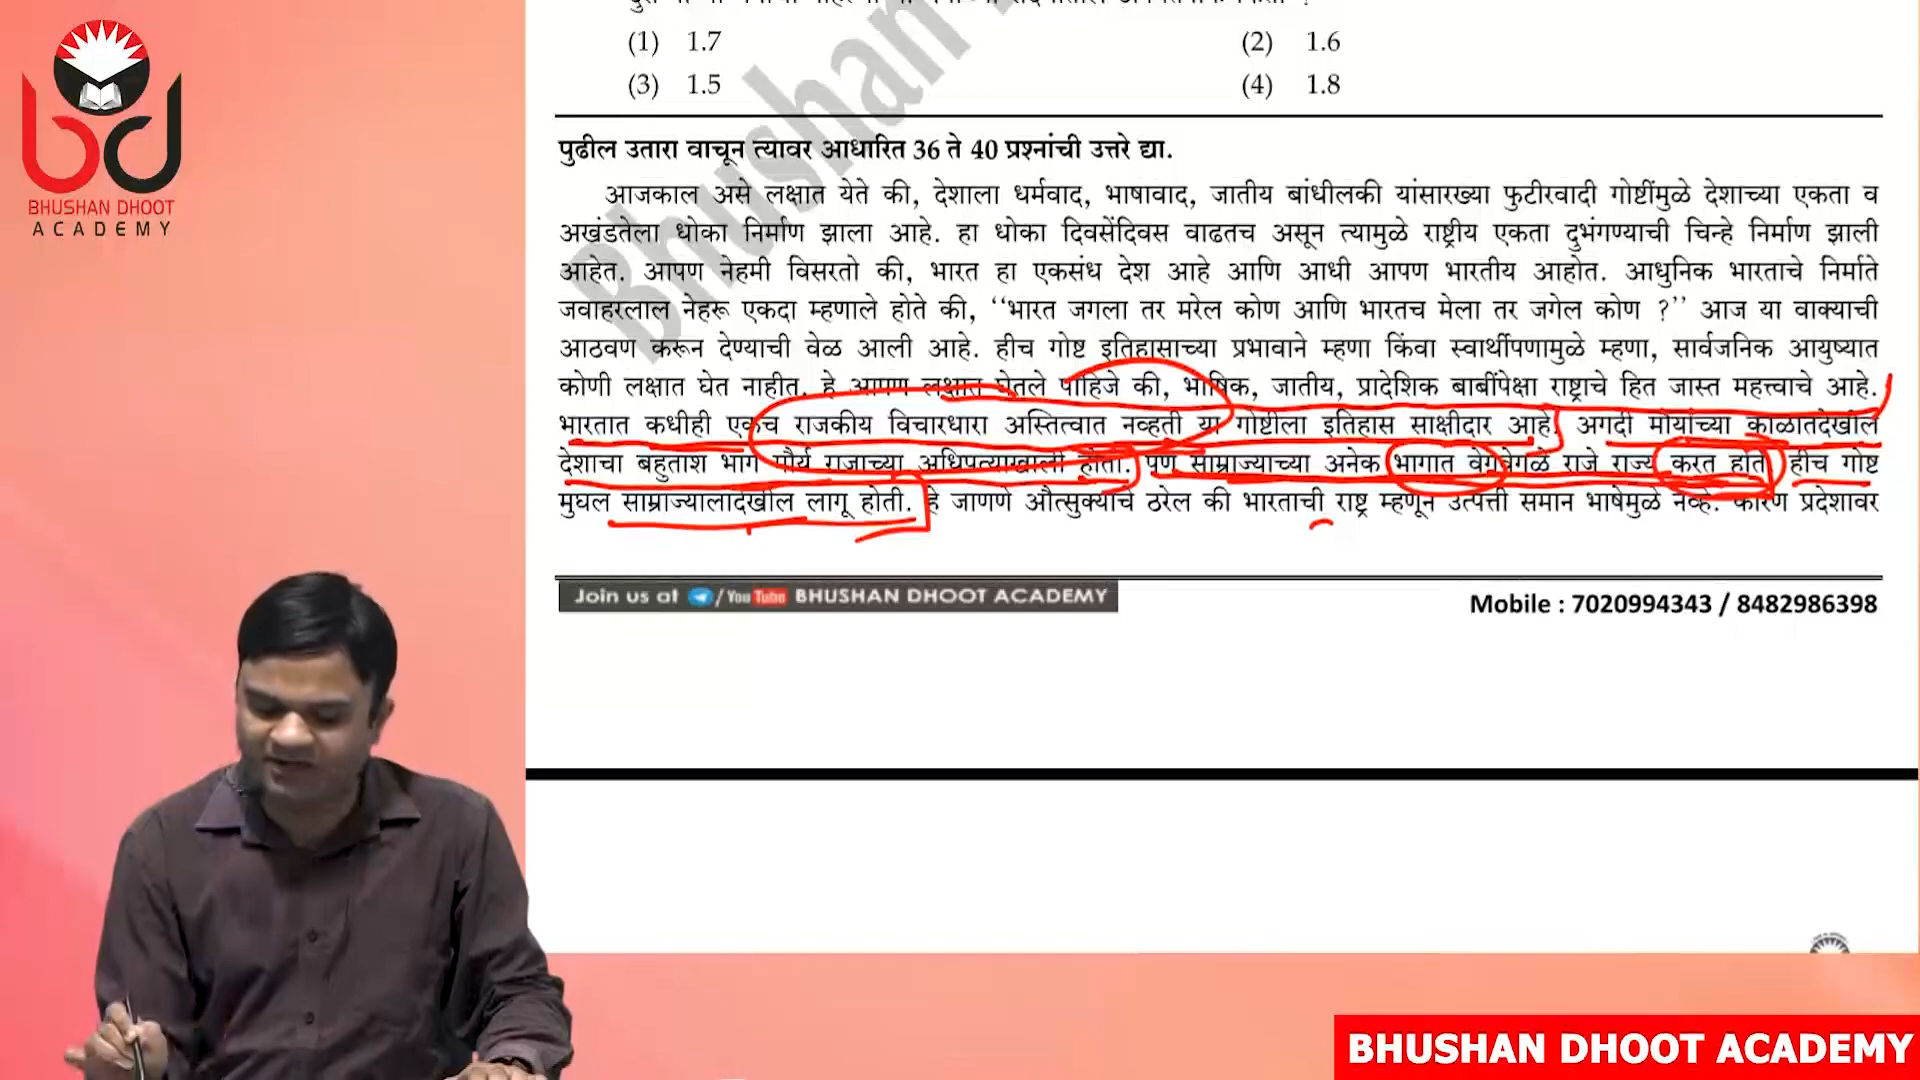 (1) 1.7 (2) 1.6
(3) 1.5 (4) 1.8
पुढील उतारा वाचून त्यावर आधारित 36 ते 40 प्रश्नांची उत्तरे द्या.
आजकाल असे लक्षात येते की, देशाला धर्मवाद, भाषावाद, जातीय बांधीलकी यांसारख्या फुटीरवादी गोष्टींमुळे देशाच्या एकता व
अखंडतेला धोका निर्माण झाला आहे. हा धोका दिवसेंदिवस वाढतच असून त्यामुळे राष्ट्रीय एकता दुभंगण्याची चिन्हे निर्माण झाली
आहेत. आपण नेहमी विसरतो की, भारत हा एकसंध देश आहे आणि आधी आपण भारतीय आहोत. आधुनिक भारताचे निर्माते
जवाहरलाल नेहरू एकदा म्हणाले होते की, ‘‘भारत जगला तर मरेल कोण आणि भारतच मेला तर जगेल कोण ?’’ आज या वाक्याची
आठवण करून देण्याची वेळ आली आहे. हीच गोष्ट इतिहासाच्या प्रभावाने म्हणा किंवा स्वार्थीपणामुळे म्हणा, सार्वजनिक आयुष्यात
कोणी लक्षात घेत नाहीत. हे आपण लक्षात घेतले पाहिजे की, भाषिक, जातीय, प्रादेशिक बाबींपेक्षा राष्ट्राचे हित जास्त महत्त्वाचे आहे.
भारतात कधीही एकच राजकीय विचारधारा अस्तित्वात नव्हती या गोष्टीला इतिहास साक्षीदार आहे. अगदी मोर्यांच्या काळातदेखील
देशाचा बहुताश भाग मौर्य राजाच्या अधिपत्याखाली होता. पण साम्राज्याच्या अनेक भागात वेगवेगळे राजे राज्य करत होते हीच गोष्ट
मुघल साम्राज्यालादेखील लागू होती. हे जाणणे औत्सुक्याचे ठरेल की भारताची राष्ट्र म्हणून उत्पत्ती समान भाषेमुळे नव्हे. कारण प्रदेशावर
Join us at / You Tube BHUSHAN DHOOT ACADEMY
Mobile : 7020994343 / 8482986398
bd
BHUSHAN DHOOT
ACADEMY
Bhushan
BHUSHAN DHOOT ACADEMY